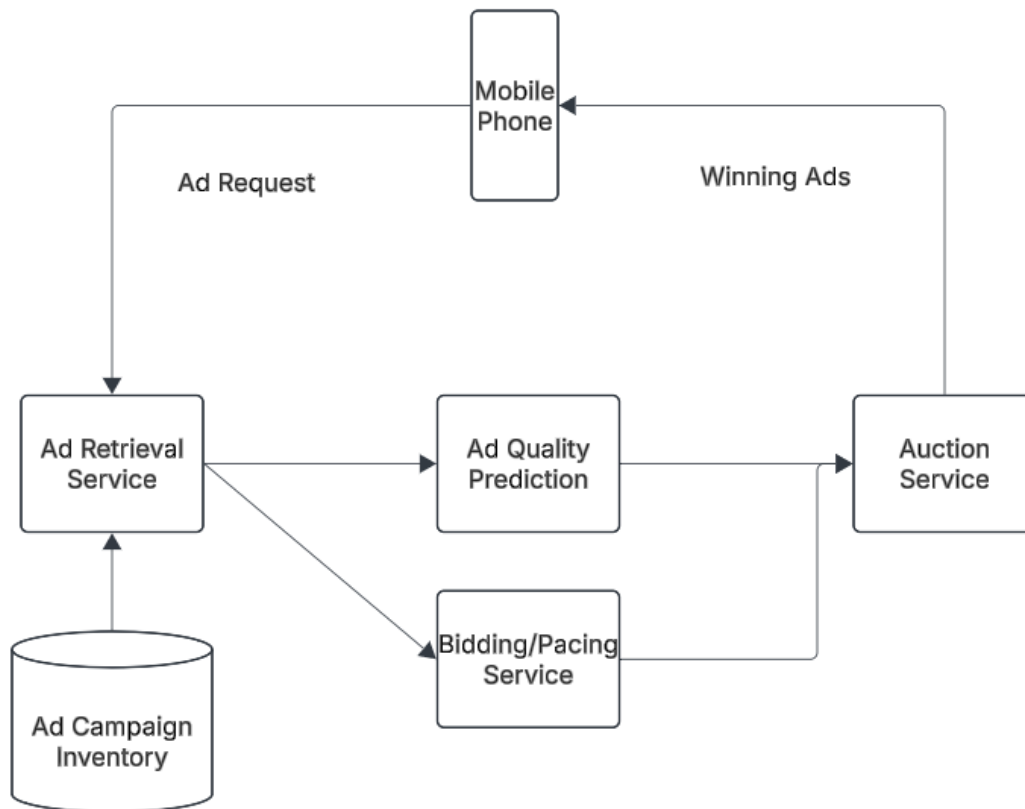 Mobile
Phone
Ad Request
Winning Ads
Ad Retrieval
Service
Ad Quality
Prediction
Auction
Service
Bidding/Pacing
Service
Ad Campaign
Inventory